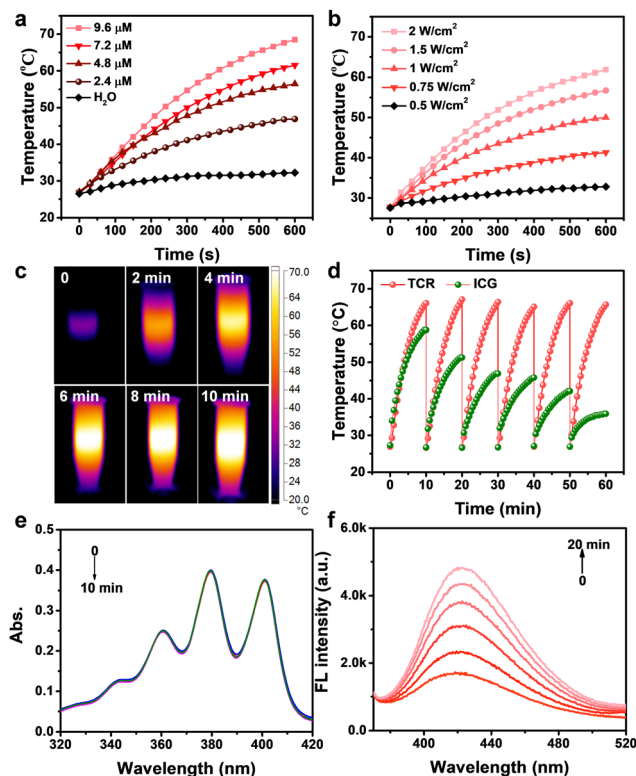 a
9.6 μM
7.2 μM
4.8 μM
2.4 μM
H₂O
Temperature (°C)
70
60
50
40
30
20
0 100 200 300 400 500 600
Time (s)
b
2 W/cm²
1.5 W/cm²
1 W/cm²
0.75 W/cm²
0.5 W/cm²
Temperature (°C)
70
60
50
40
30
0 100 200 300 400 500 600
Time (s)
c
0
2 min
4 min
6 min
8 min
10 min
70.0
64
56
52
48
44
40
36
32
28
24
20.0
°C
d
TCR
ICG
Temperature (°C)
70
60
50
40
30
20
0 10 20 30 40 50 60
Time (min)
e
0
10 min
Abs.
0.5
0.4
0.3
0.2
0.1
0.0
320 340 360 380 400 420
Wavelength (nm)
f
20 min
0
FL intensity (a.u.)
6.0k
4.0k
2.0k
0.0
400 440 480 520
Wavelength (nm)